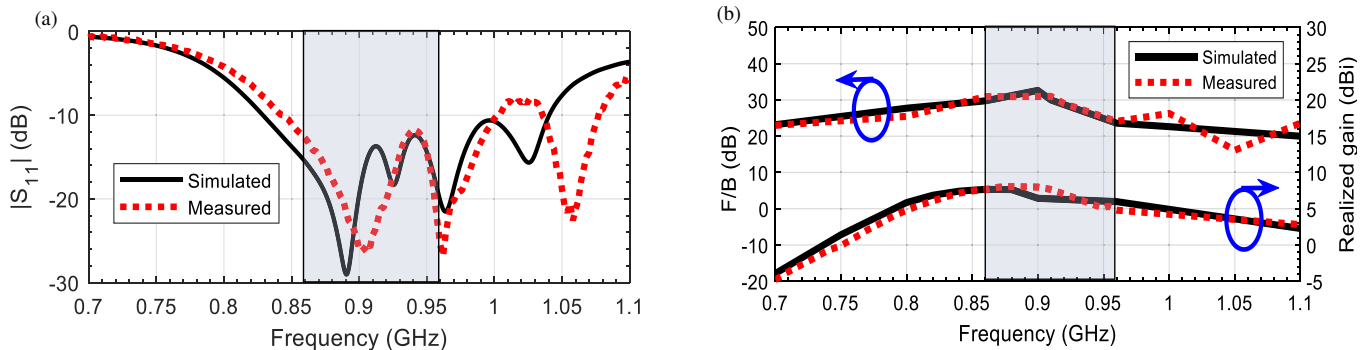 (a)
0
-10
-20
-30
|S11| (dB)
Simulated
Measured
0.7 0.75 0.8 0.85 0.9 0.95 1 1.05 1.1
Frequency (GHz)
(b)
50
40
30
20
10
0
-10
-20
F/B (dB)
Simulated
Measured
30
25
20
15
10
5
0
-5
Realized gain (dBi)
0.7 0.75 0.8 0.85 0.9 0.95 1 1.05 1.1
Frequency (GHz)